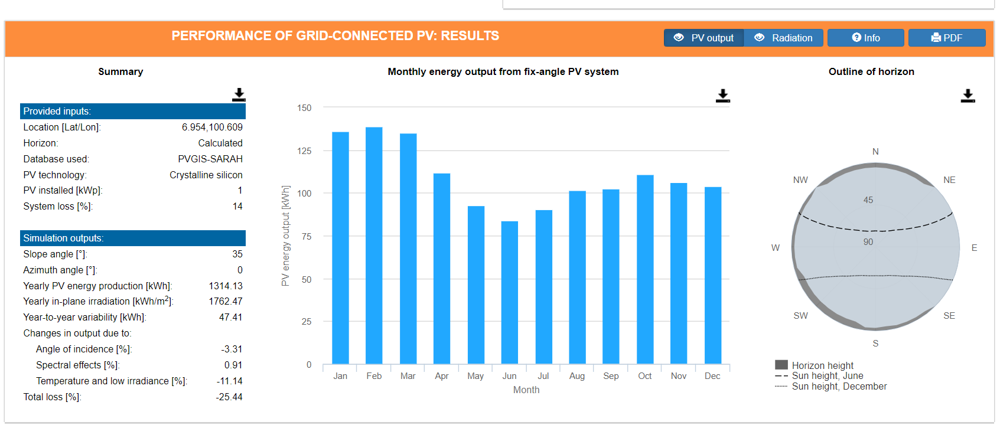 PERFORMANCE OF GRID-CONNECTED PV: RESULTS
PV output
Radiation
Info
PDF
Summary
Provided inputs:
Location [Lat/Lon]: 6.954,100.609
Horizon: Calculated
Database used: PVGIS-SARAH
PV technology: Crystalline silicon
PV installed [kWp]: 1
System loss [%]: 14
Simulation outputs:
Slope angle [°]: 35
Azimuth angle [°]: 0
Yearly PV energy production [kWh]: 1314.13
Yearly in-plane irradiation [kWh/m²]: 1762.47
Year-to-year variability [kWh]: 47.41
Changes in output due to:
Angle of incidence [%]: -3.31
Spectral effects [%]: 0.91
Temperature and low irradiance [%]: -11.14
Total loss [%]: -25.44
Monthly energy output from fix-angle PV system
PV energy output [kWh]
150
125
100
75
50
25
0
Jan Feb Mar Apr May Jun Jul Aug Sep Oct Nov Dec
Month
Outline of horizon
N
NW NE
45
90
W E
SW SE
S
Horizon height
Sun height, June
Sun height, December